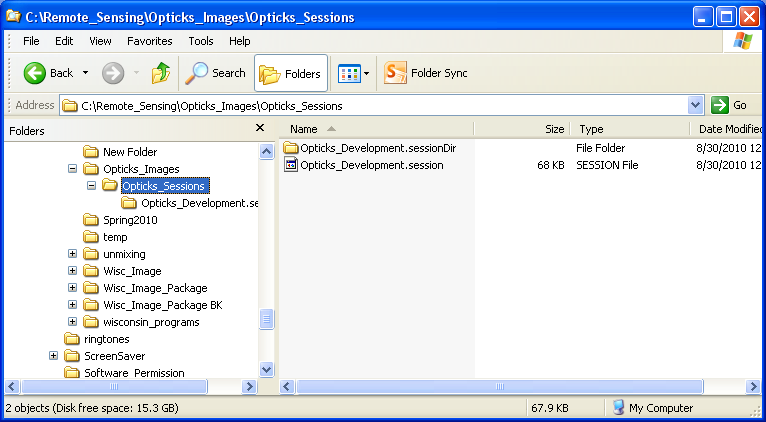 C:\Remote_Sensing\Opticks_Images\Opticks_Sessions
File Edit View Favorites Tools Help
Back Search Folders Folder Sync
Address C:\Remote_Sensing\Opticks_Images\Opticks_Sessions Go
Folders
Name Size Type Date Modified
Opticks_Development.sessionDir File Folder 8/30/2010 12
Opticks_Development.session 68 KB SESSION File 8/30/2010 12
New Folder
Opticks_Images
Opticks_Sessions
Opticks_Development.se
Spring2010
temp
unmixing
Wisc_Image
Wisc_Image_Package
Wisc_Image_Package BK
wisconsin_programs
ringtones
ScreenSaver
Software_Permission
2 objects (Disk free space: 15.3 GB) 67.9 KB My Computer